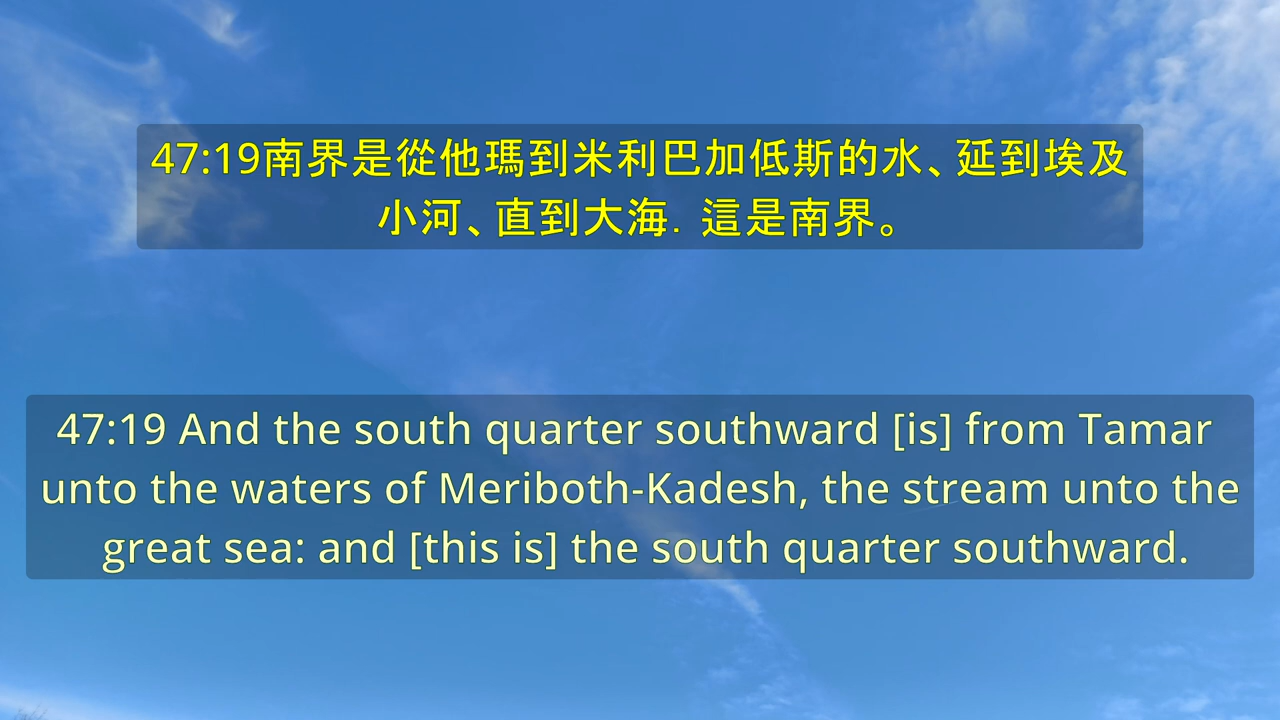 47:19南界是從他瑪到米利巴加低斯的水、延到埃及
小河、直到大海．這是南界。
47:19 And the south quarter southward [is] from Tamar
unto the waters of Meriboth-Kadesh, the stream unto the
great sea: and [this is] the south quarter southward.